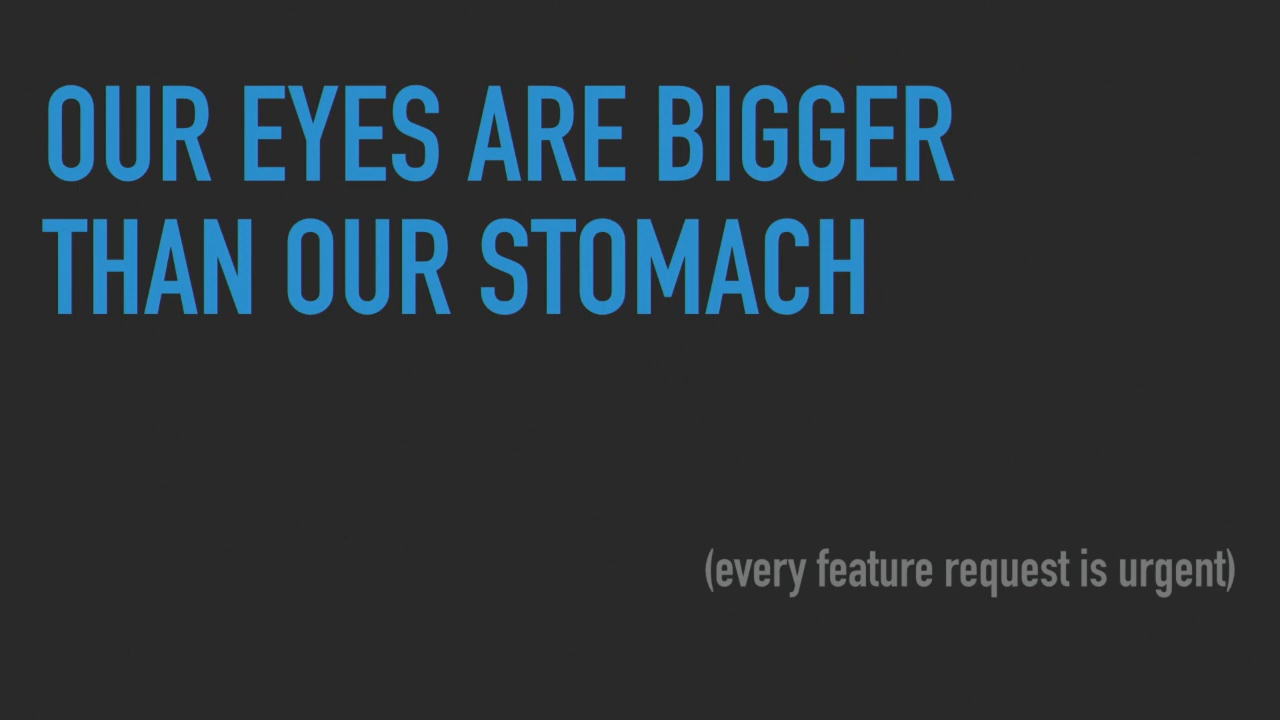 OUR EYES ARE BIGGER
THAN OUR STOMACH
(every feature request is urgent)